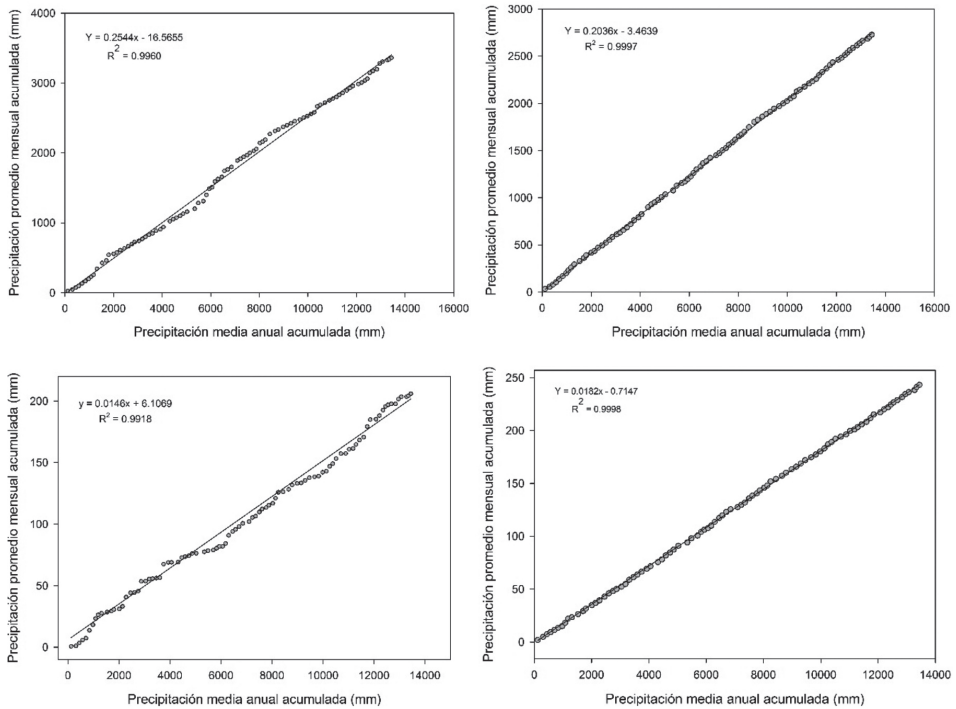 Precipitación promedio mensual acumulada (mm)
4000
3000
2000
1000
0
Y = 0.2544x - 16.5655
R2 = 0.9960
0 2000 4000 6000 8000 10000 12000 14000 16000
Precipitación media anual acumulada (mm)
Precipitación promedio mensual acumulada (mm)
3000
2500
2000
1500
1000
500
0
Y = 0.2036x - 3.4639
R2 = 0.9997
0 2000 4000 6000 8000 10000 12000 14000 16000
Precipitación media anual acumulada (mm)
Precipitación promedio mensual acumulada (mm)
200
150
100
50
0
y = 0.0146x + 6.1069
R2 = 0.9918
0 2000 4000 6000 8000 10000 12000 14000
Precipitación media anual acumulada (mm)
Precipitación promedio mensual acumulada (mm)
250
200
150
100
50
0
Y = 0.0182x - 0.7147
R2 = 0.9998
0 2000 4000 6000 8000 10000 12000 14000
Precipitación media anual acumulada (mm)